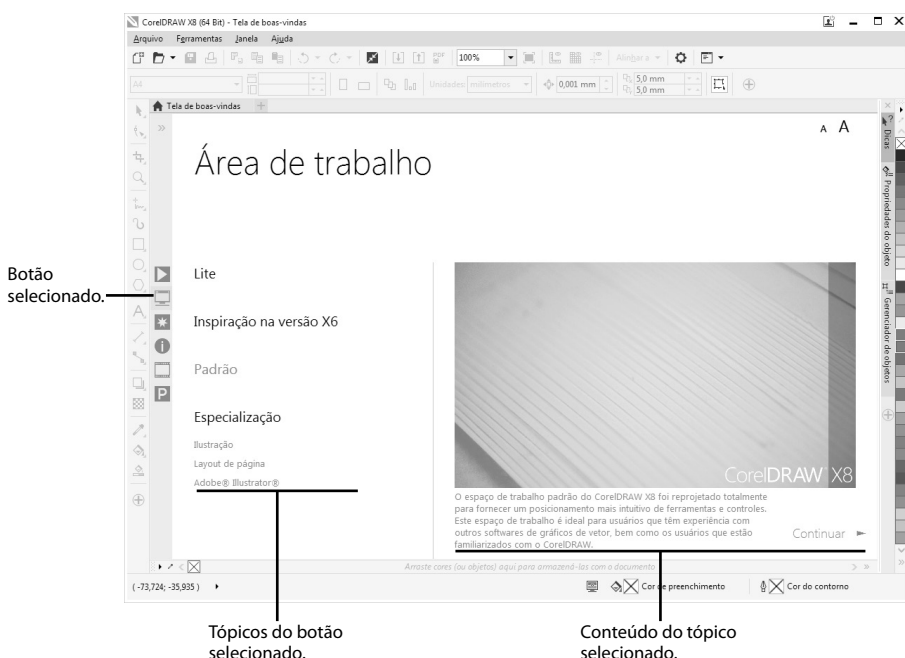 CorelDRAW X8 (64 Bit) - Tela de boas-vindas
Arquivo Ferramentas Janela Ajuda
PDF 100% Alinhar a
A4 Unidades: milímetros 0,001 mm 5,0 mm
5,0 mm
Tela de boas-vindas
A A
Área de trabalho
Dicas
Propriedades do objeto
Gerenciador de objetos
Botão
selecionado.
Lite
Inspiração na versão X6
Padrão
Especialização
Ilustração
Layout de página
Adobe® Illustrator®
CorelDRAW X8
O espaço de trabalho padrão do CorelDRAW X8 foi reprojetado totalmente
para fornecer um posicionamento mais intuitivo de ferramentas e controles.
Este espaço de trabalho é ideal para usuários que têm experiência com
outros softwares de gráficos de vetor, bem como os usuários que estão
familiarizados com o CorelDRAW.
Continuar
Arraste cores (ou objetos) aqui para armazená-las com o documento
( -73,724; -35,935 ) Cor de preenchimento Cor do contorno
Tópicos do botão
selecionado.
Conteúdo do tópico
selecionado.